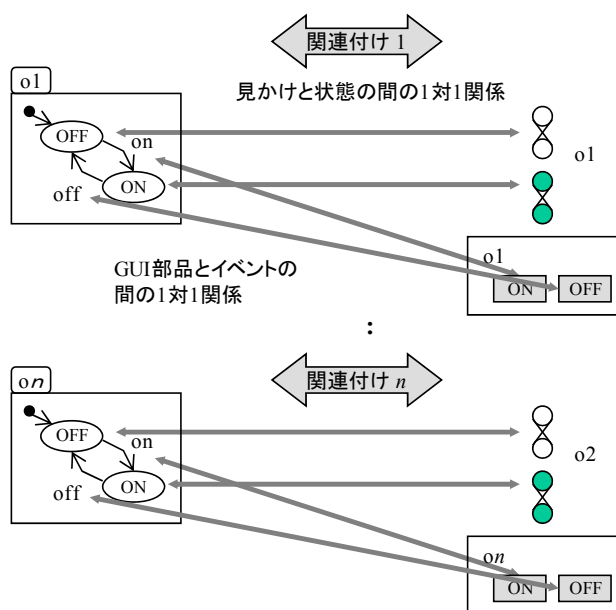 関連付け 1
o1
見かけと状態の間の1対1関係
OFF
on
o1
ON
off
o1
GUI部品とイベントの
間の1対1関係
ON OFF
:
関連付け n
on
OFF
on
o2
ON
off
on
ON OFF